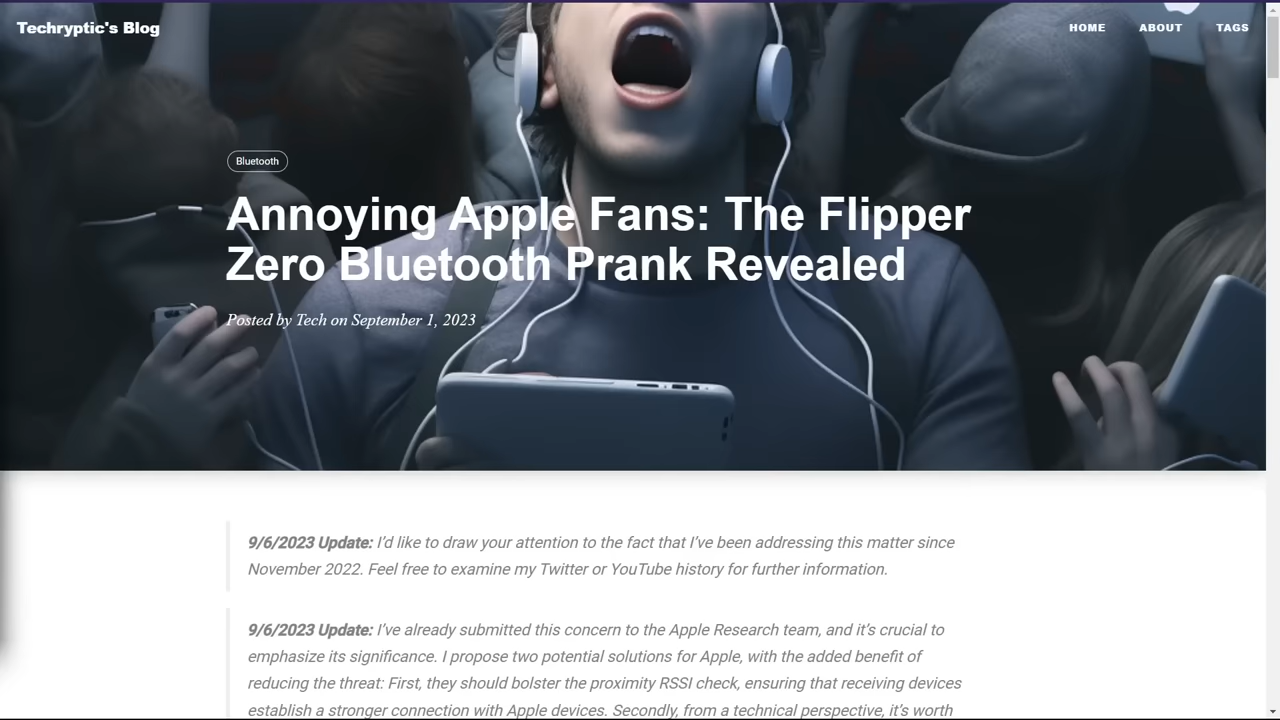 Techryptic's Blog
HOME ABOUT TAGS
Bluetooth
Annoying Apple Fans: The Flipper
Zero Bluetooth Prank Revealed
Posted by Tech on September 1, 2023
9/6/2023 Update: I’d like to draw your attention to the fact that I’ve been addressing this matter since
November 2022. Feel free to examine my Twitter or YouTube history for further information.
9/6/2023 Update: I’ve already submitted this concern to the Apple Research team, and it’s crucial to
emphasize its significance. I propose two potential solutions for Apple, with the added benefit of
reducing the threat: First, they should bolster the proximity RSSI check, ensuring that receiving devices
establish a stronger connection with Apple devices. Secondly, from a technical perspective, it’s worth